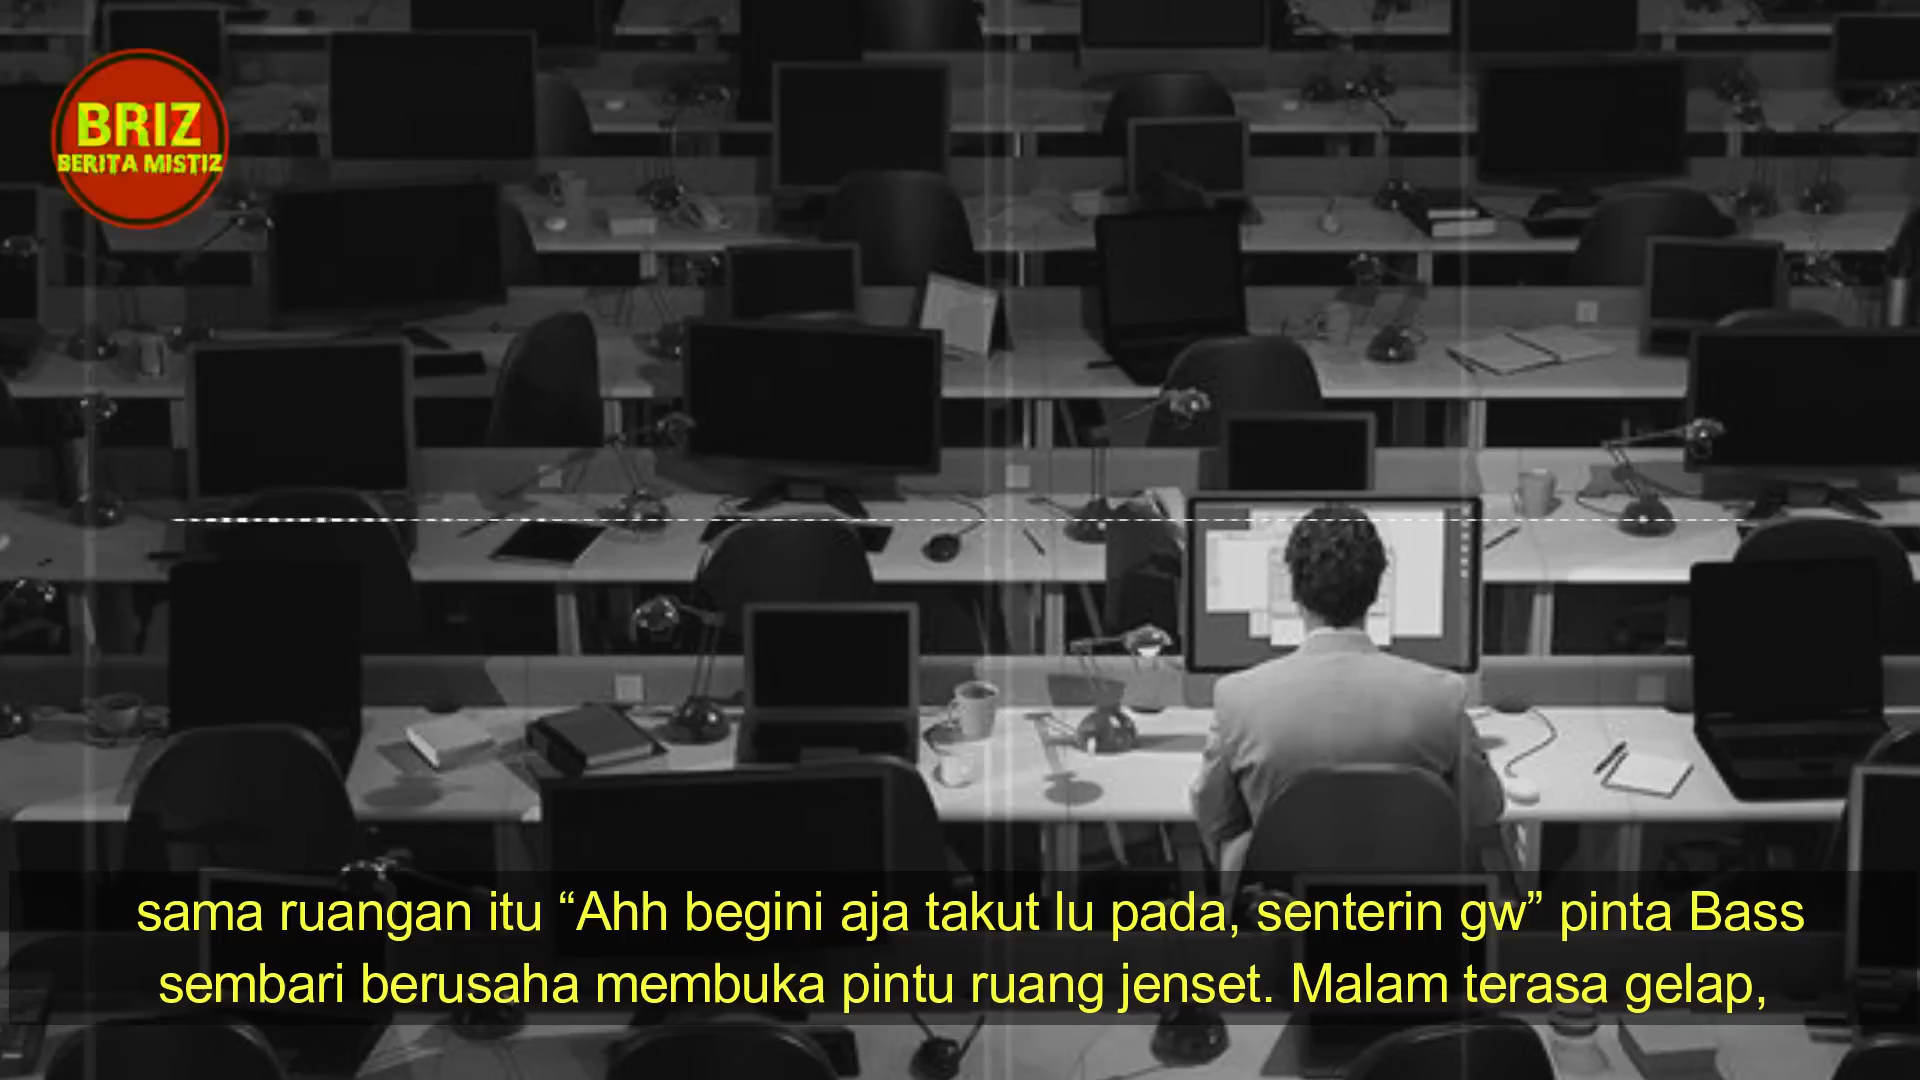 BRIZ
BERITA MISTIZ
sama ruangan itu “Ahh begini aja takut lu pada, senterin gw” pinta Bass
sembari berusaha membuka pintu ruang jenset. Malam terasa gelap,